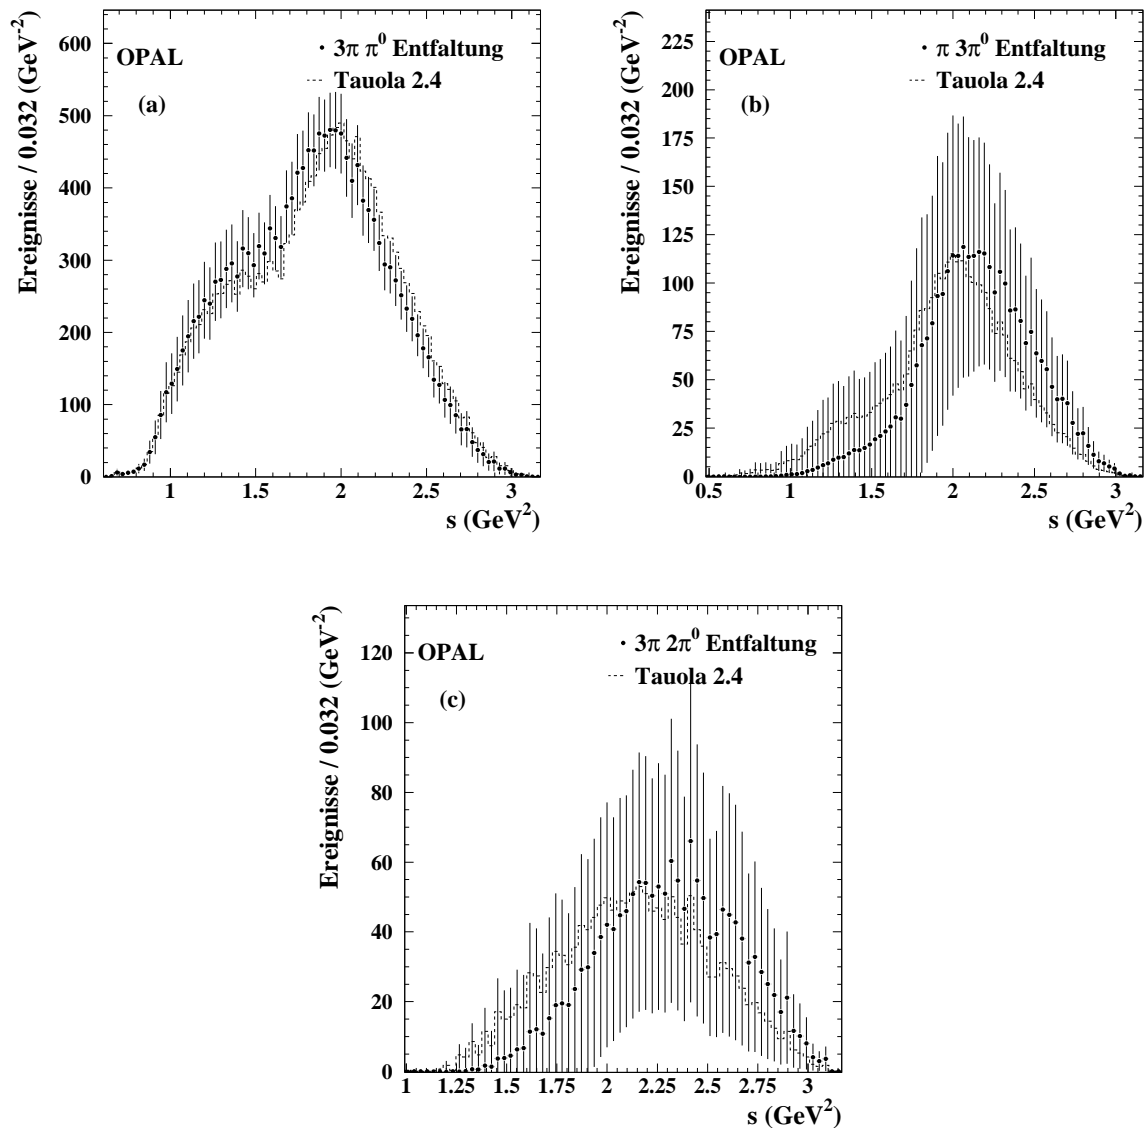 Ereignisse / 0.032 (GeV⁻²)
600
500
400
300
200
100
0
OPAL
(a)
3π π⁰ Entfaltung
Tauola 2.4
1 1.5 2 2.5 3
s (GeV²)
Ereignisse / 0.032 (GeV⁻²)
225
200
175
150
125
100
75
50
25
0
OPAL
(b)
π 3π⁰ Entfaltung
Tauola 2.4
0.5 1 1.5 2 2.5 3
s (GeV²)
Ereignisse / 0.032 (GeV⁻²)
120
100
80
60
40
20
0
OPAL
(c)
3π 2π⁰ Entfaltung
Tauola 2.4
1 1.25 1.5 1.75 2 2.25 2.5 2.75 3
s (GeV²)